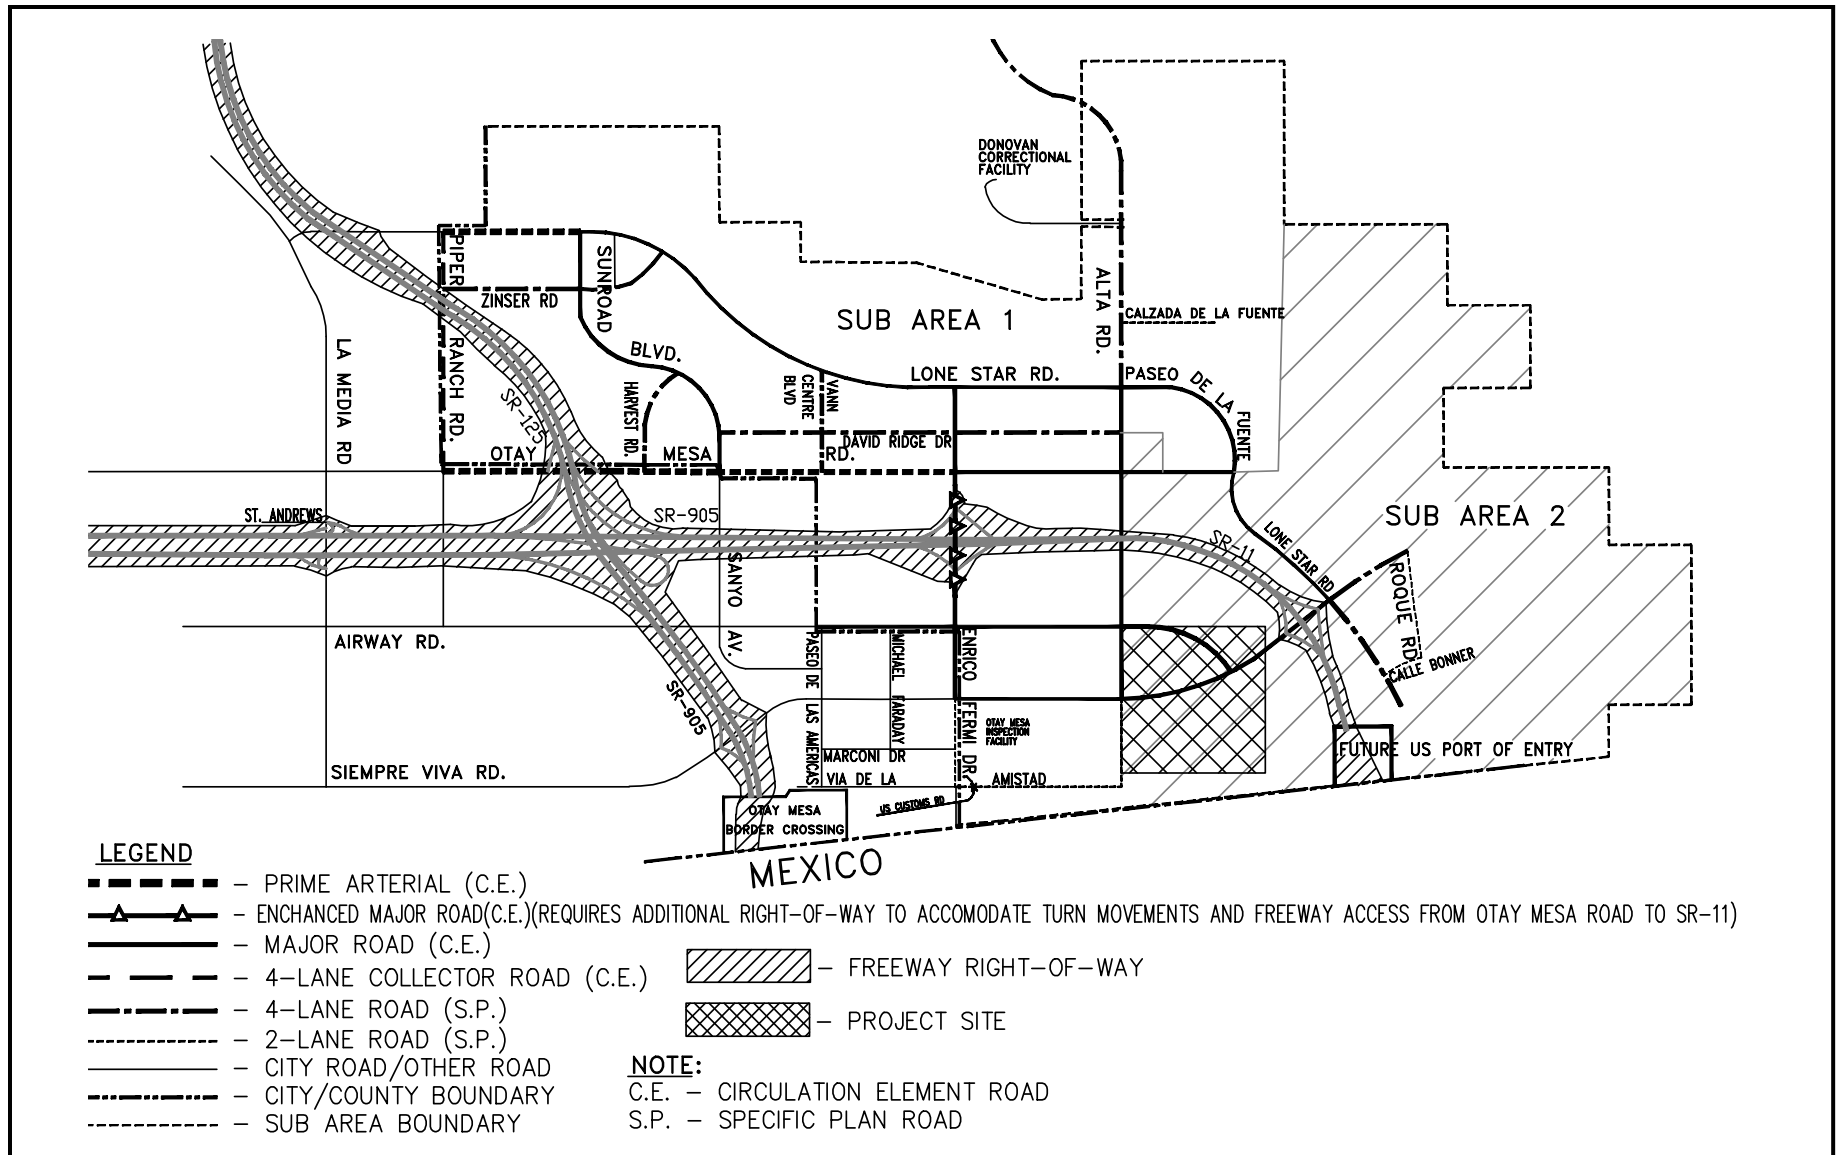 DONOVAN
CORRECTIONAL
FACILITY
PIPER
RANCH RD.
SUNROAD
BLVD.
ZINSER RD
SUB AREA 1
ALTA RD.
CALZADA DE LA FUENTE
LA MEDIA RD
SR-125
HARVEST RD.
CENTRE
BLVD
VANN
LONE STAR RD.
PASEO DE LA FUENTE
DAVID RIDGE DR
OTAY MESA RD.
ST. ANDREWS
SR-905
SUB AREA 2
SR-11
LONE STAR RD
ROQUE RD
CALLE BONNER
SANYO AV.
AIRWAY RD.
PASEO DE LAS AMERICAS
MICHAEL FARADAY
ENRICO FERMI DR
SR-905
OTAY MESA
INSPECTION
FACILITY
MARCONI DR
VIA DE LA AMISTAD
SIEMPRE VIVA RD.
FUTURE US PORT OF ENTRY
US CUSTOMS RD
OTAY MESA
BORDER CROSSING
MEXICO
LEGEND
- PRIME ARTERIAL (C.E.)
- ENCHANCED MAJOR ROAD(C.E.)(REQUIRES ADDITIONAL RIGHT-OF-WAY TO ACCOMODATE TURN MOVEMENTS AND FREEWAY ACCESS FROM OTAY MESA ROAD TO SR-11)
- MAJOR ROAD (C.E.)
- 4-LANE COLLECTOR ROAD (C.E.)
- 4-LANE ROAD (S.P.)
- 2-LANE ROAD (S.P.)
- CITY ROAD/OTHER ROAD
- CITY/COUNTY BOUNDARY
- SUB AREA BOUNDARY
- FREEWAY RIGHT-OF-WAY
- PROJECT SITE
NOTE:
C.E. - CIRCULATION ELEMENT ROAD
S.P. - SPECIFIC PLAN ROAD